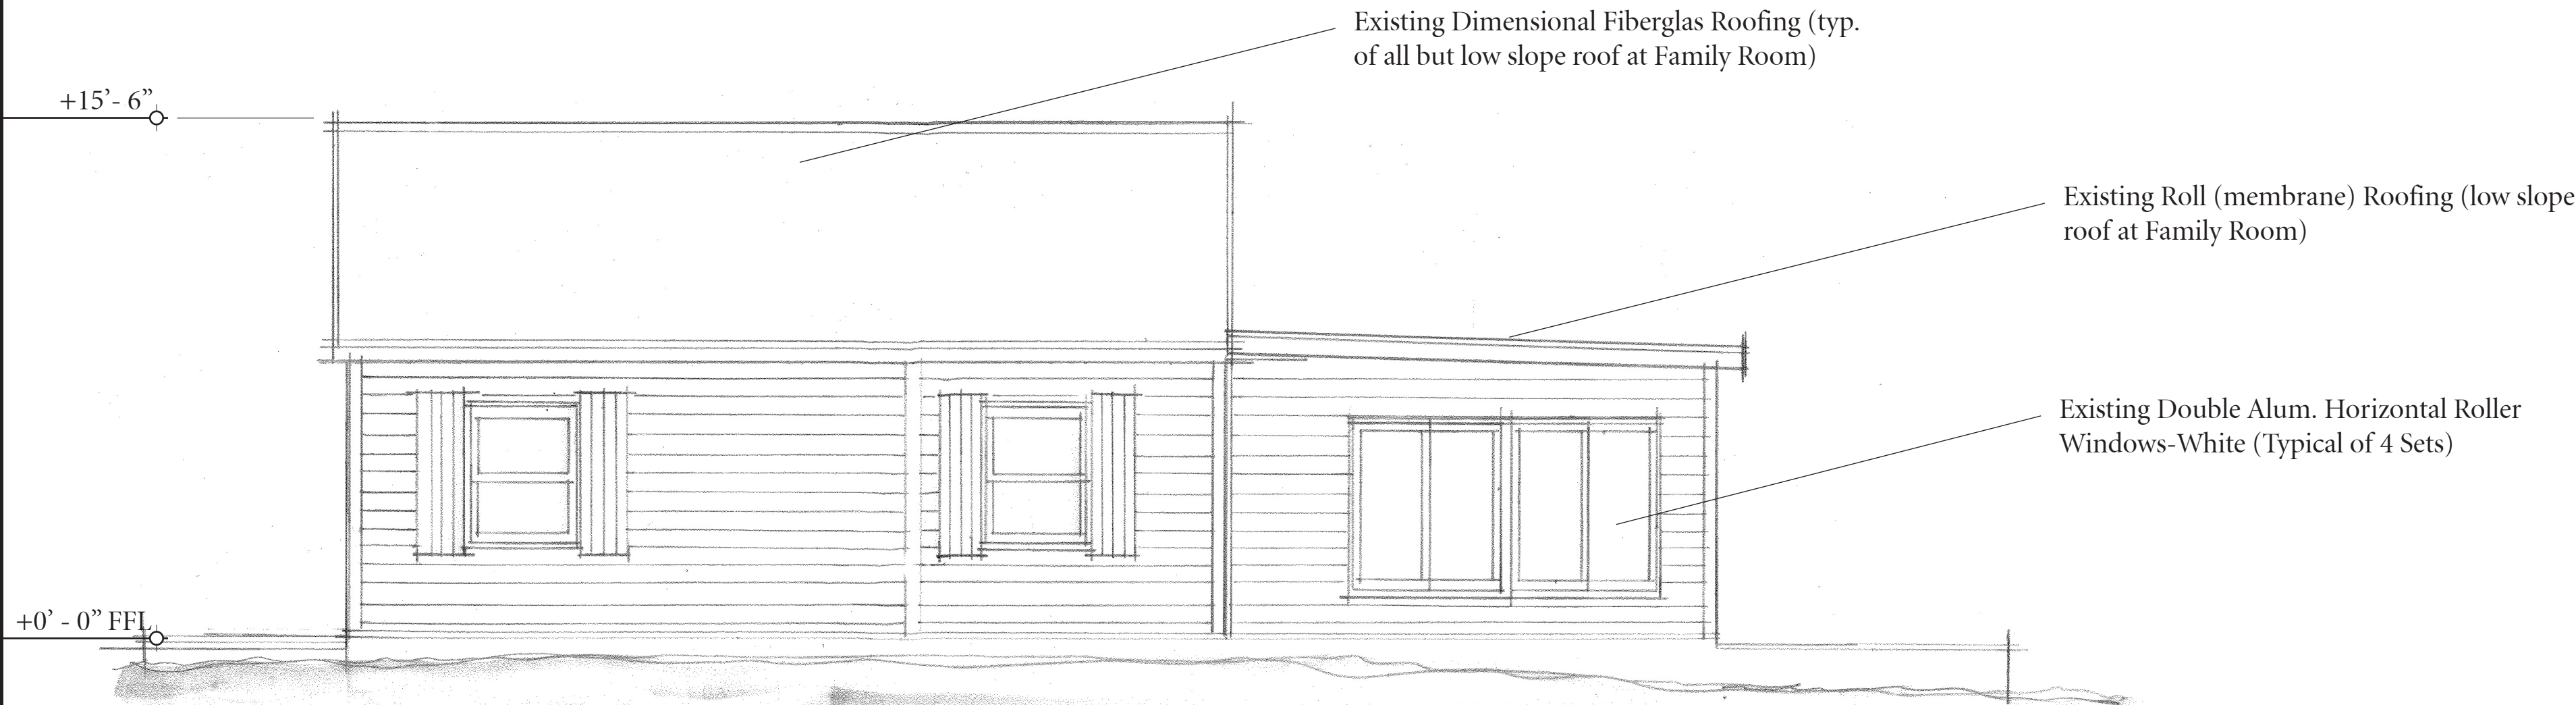 Existing Dimensional Fiberglas Roofing (typ.
of all but low slope roof at Family Room)
+15’- 6”
Existing Roll (membrane) Roofing (low slope
roof at Family Room)
Existing Double Alum. Horizontal Roller
Windows-White (Typical of 4 Sets)
+0’ - 0” FFL